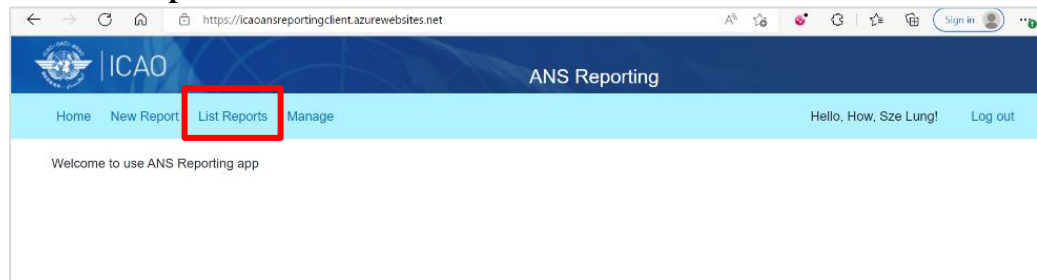 https://icaoansreportingclient.azurewebsites.net
Sign in
ICAO
ANS Reporting
Home New Report List Reports Manage Hello, How, Sze Lung! Log out
Welcome to use ANS Reporting app